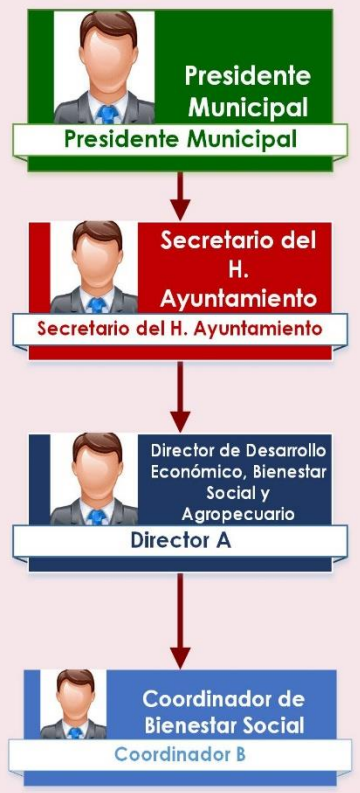 Presidente
Municipal
Presidente Municipal
Secretario del
H.
Ayuntamiento
Secretario del H. Ayuntamiento
Director de Desarrollo
Económico, Bienestar
Social y
Agropecuario
Director A
Coordinador de
Bienestar Social
Coordinador B